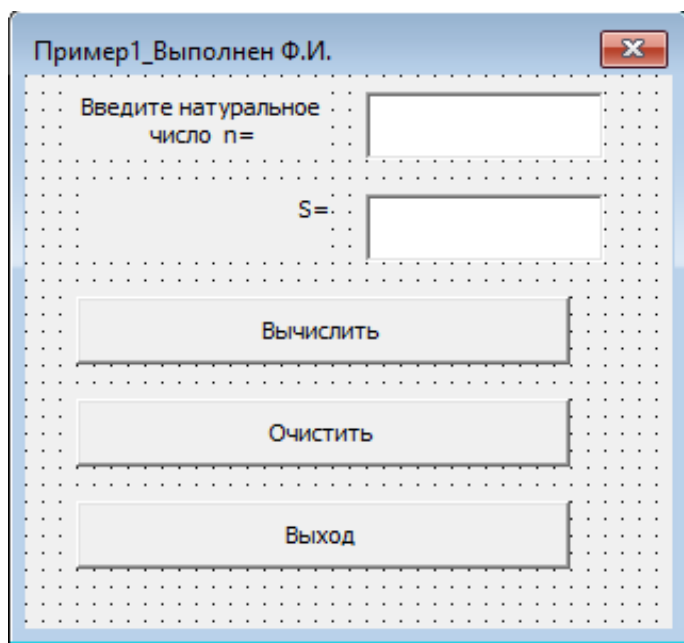 Пример1_Выполнен Ф.И.
Введите натуральное
число n=
S=
Вычислить
Очистить
Выход